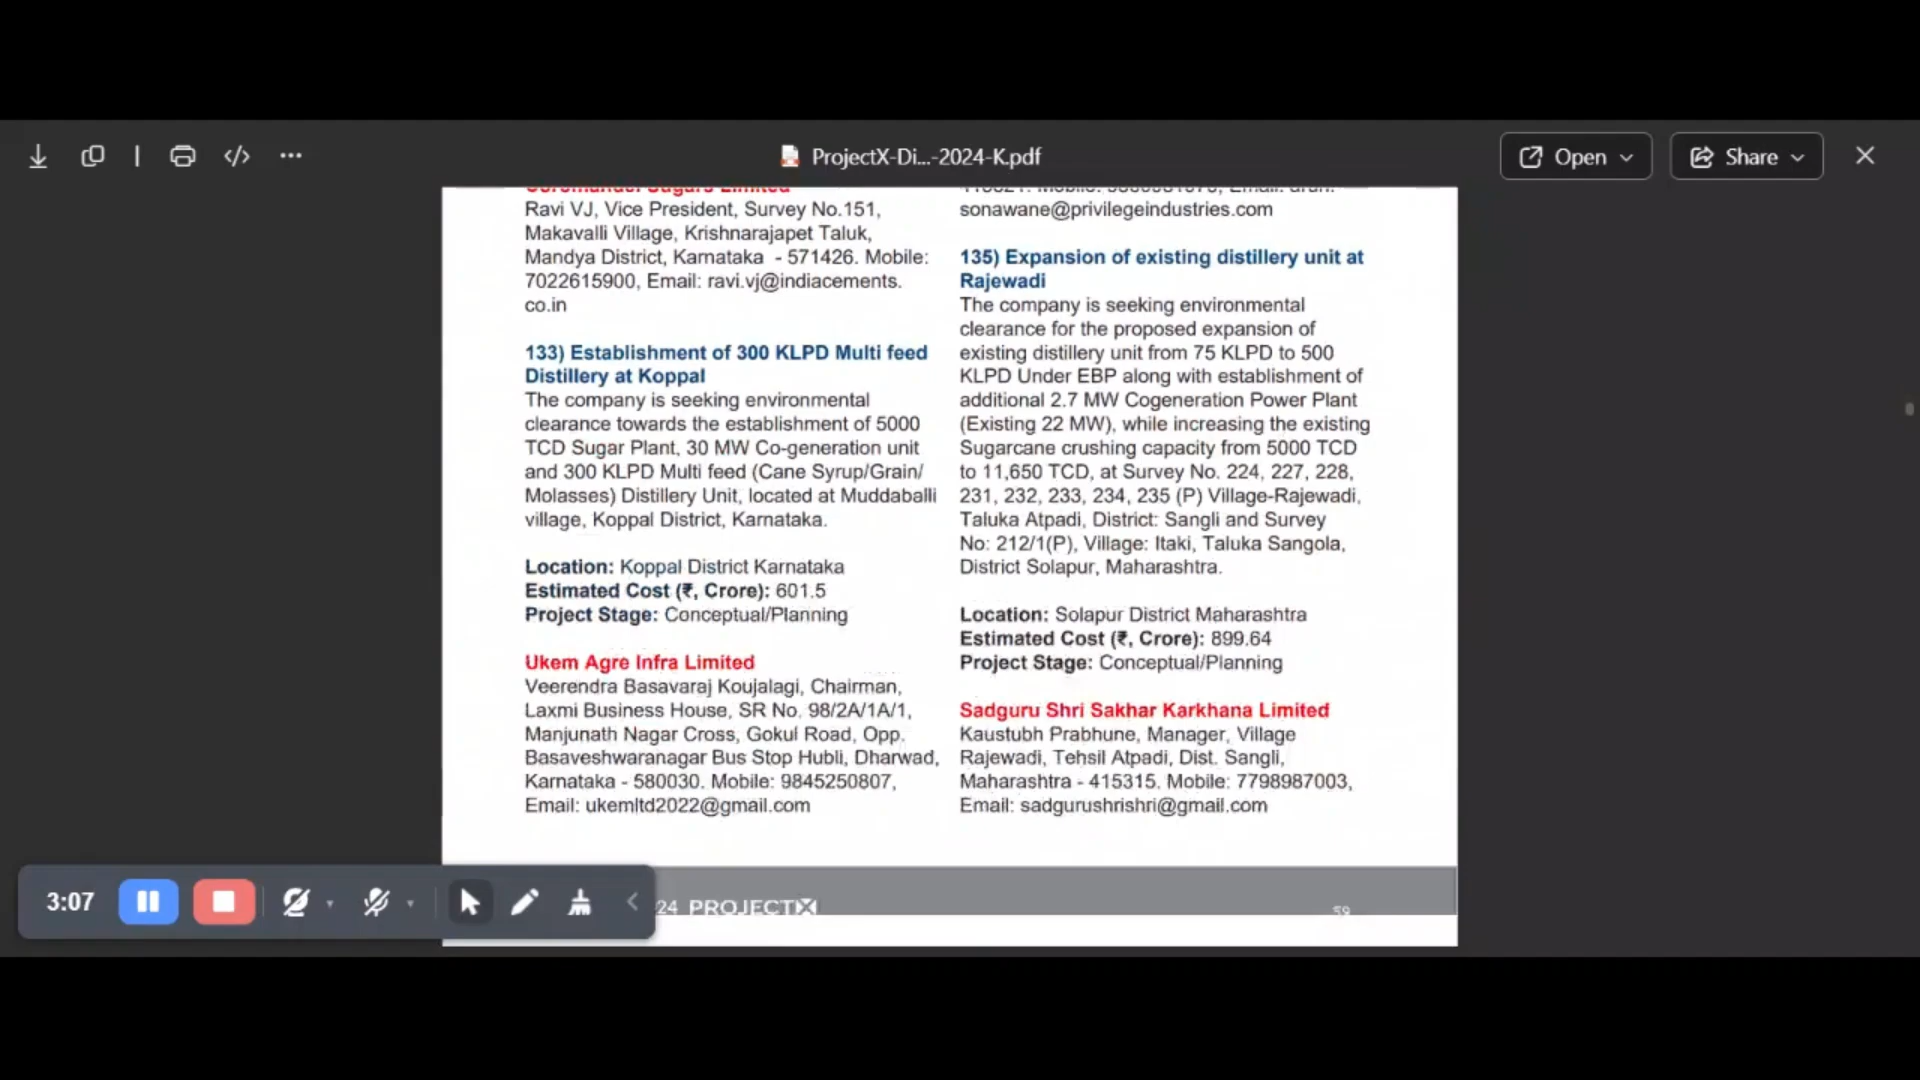 ProjectX-Di...-2024-K.pdf
Open
Share
Coromandel Sugars Limited
Ravi VJ, Vice President, Survey No.151,
Makavalli Village, Krishnarajapet Taluk,
Mandya District, Karnataka - 571426. Mobile:
7022615900, Email: ravi.vj@indiacements.
co.in
133) Establishment of 300 KLPD Multi feed
Distillery at Koppal
The company is seeking environmental
clearance towards the establishment of 5000
TCD Sugar Plant, 30 MW Co-generation unit
and 300 KLPD Multi feed (Cane Syrup/Grain/
Molasses) Distillery Unit, located at Muddaballi
village, Koppal District, Karnataka.
Location: Koppal District Karnataka
Estimated Cost (₹, Crore): 601.5
Project Stage: Conceptual/Planning
Ukem Agre Infra Limited
Veerendra Basavaraj Koujalagi, Chairman,
Laxmi Business House, SR No. 98/2A/1A/1,
Manjunath Nagar Cross, Gokul Road, Opp.
Basaveshwaranagar Bus Stop Hubli, Dharwad,
Karnataka - 580030. Mobile: 9845250807,
Email: ukemltd2022@gmail.com
sonawane@privilegeindustries.com
135) Expansion of existing distillery unit at
Rajewadi
The company is seeking environmental
clearance for the proposed expansion of
existing distillery unit from 75 KLPD to 500
KLPD Under EBP along with establishment of
additional 2.7 MW Cogeneration Power Plant
(Existing 22 MW), while increasing the existing
Sugarcane crushing capacity from 5000 TCD
to 11,650 TCD, at Survey No. 224, 227, 228,
231, 232, 233, 234, 235 (P) Village-Rajewadi,
Taluka Atpadi, District: Sangli and Survey
No: 212/1(P), Village: Itaki, Taluka Sangola,
District Solapur, Maharashtra.
Location: Solapur District Maharashtra
Estimated Cost (₹, Crore): 899.64
Project Stage: Conceptual/Planning
Sadguru Shri Sakhar Karkhana Limited
Kaustubh Prabhune, Manager, Village
Rajewadi, Tehsil Atpadi, Dist. Sangli,
Maharashtra - 415315. Mobile: 7798987003,
Email: sadgurushrishri@gmail.com
3:07
24 PROJECTX
59